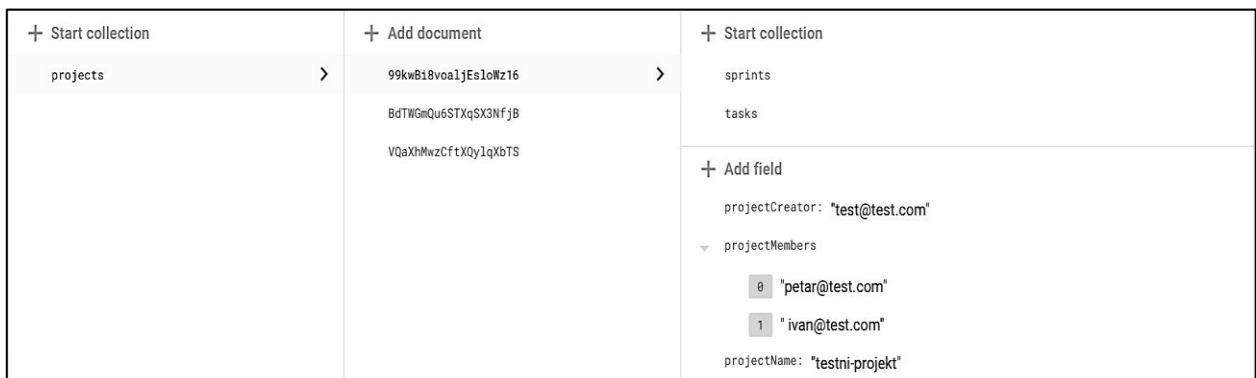 Start collection
projects
Add document
99kwBi8voaljEsloWz16
BdTWGmQu6STXqSX3NfjB
VQaXhMwzCftXQylqXbTS
Start collection
sprints
tasks
Add field
projectCreator: "test@test.com"
projectMembers
0 "petar@test.com"
1 " ivan@test.com"
projectName: "testni-projekt"